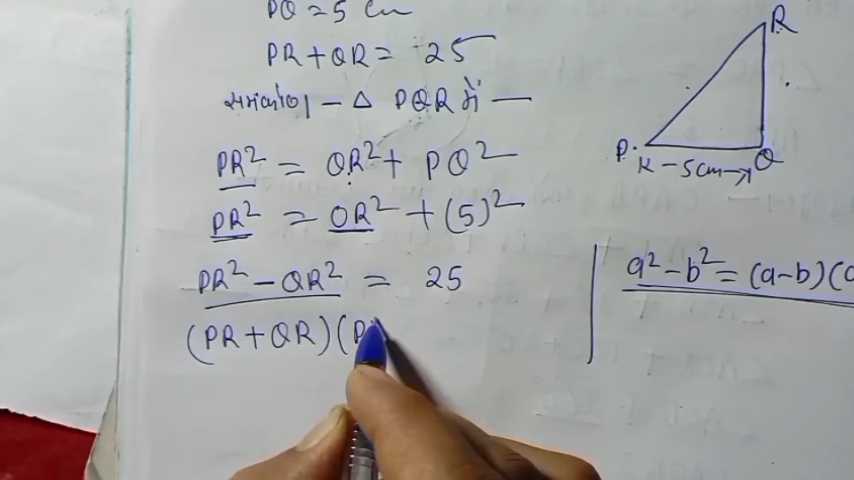 PQ = 5 cm
PR + QR = 25
समकोण – Δ PQR में —
PR² = QR² + PQ²
PR² = QR² + (5)²
PR² – QR² = 25
(PR + QR) (P
R
P
Q
K – 5cm →
a² – b² = (a–b) (a